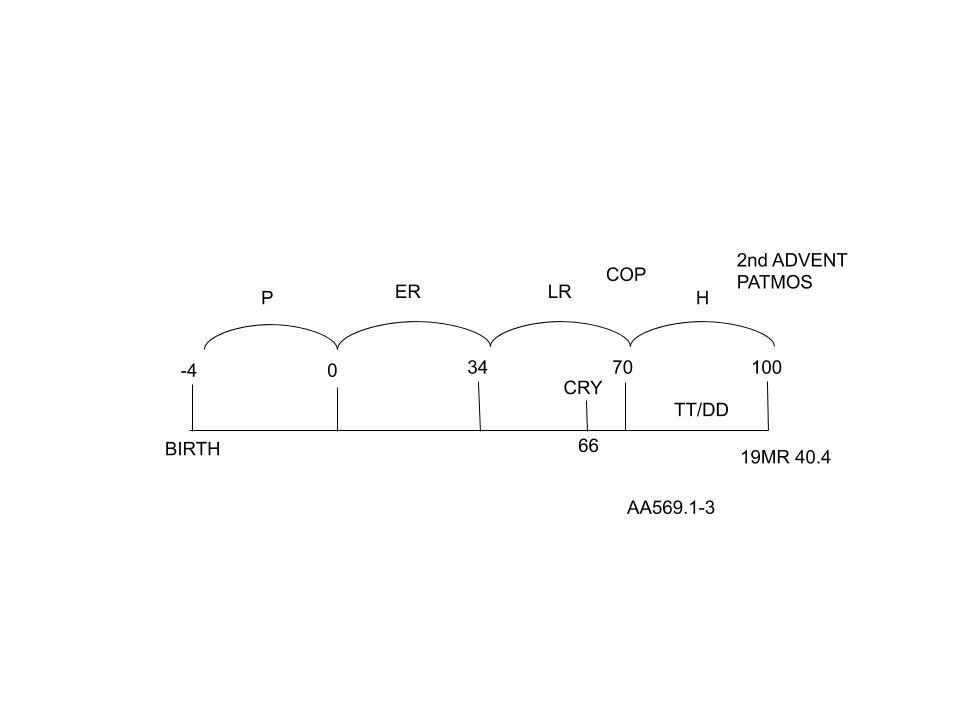 2nd ADVENT
PATMOS
COP
P
ER
LR
H
-4
0
34
70
100
CRY
TT/DD
BIRTH
66
19MR 40.4
AA569.1-3